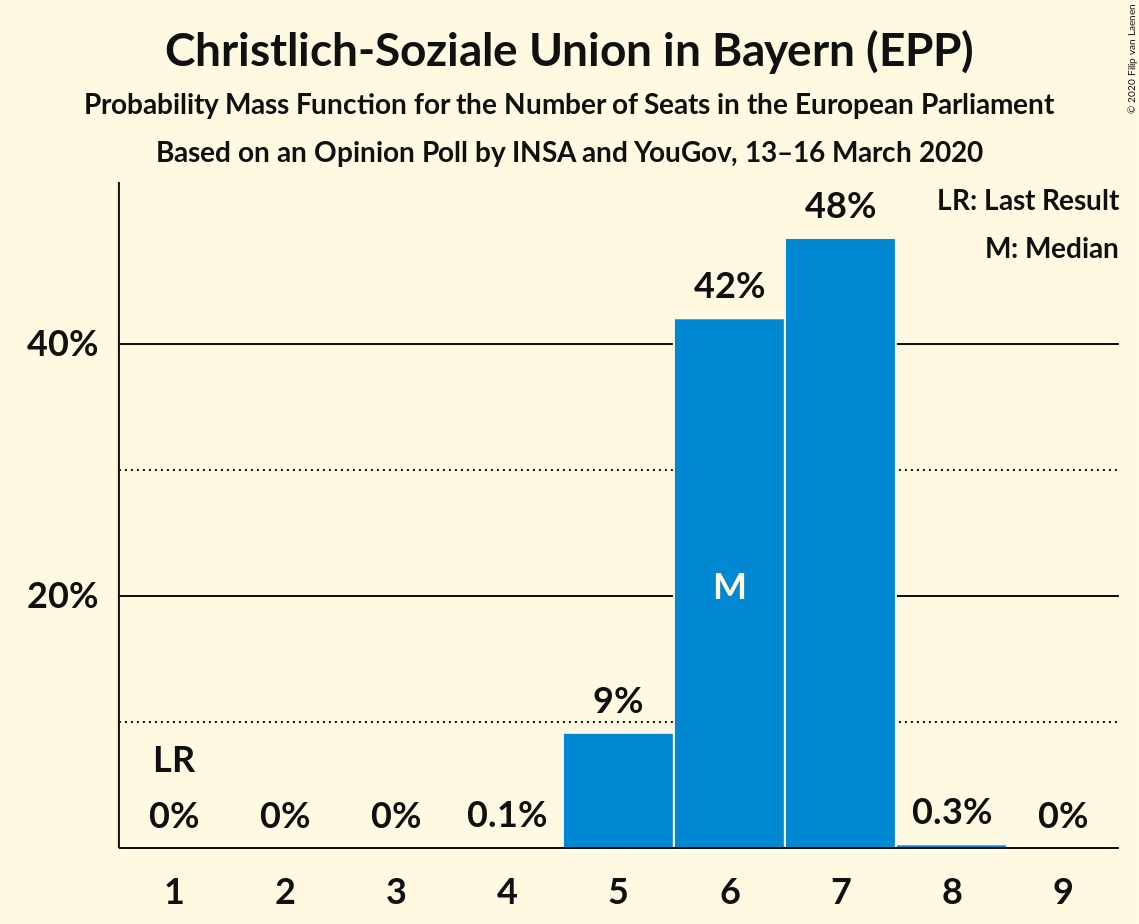 Christlich-Soziale Union in Bayern (EPP)
Probability Mass Function for the Number of Seats in the European Parliament
Based on an Opinion Poll by INSA and YouGov, 13–16 March 2020
© 2020 Filip van Laenen
LR: Last Result
M: Median
48%
42%
40%
M
20%
9%
LR
0% 0% 0% 0.1% 0.3% 0%
1 2 3 4 5 6 7 8 9